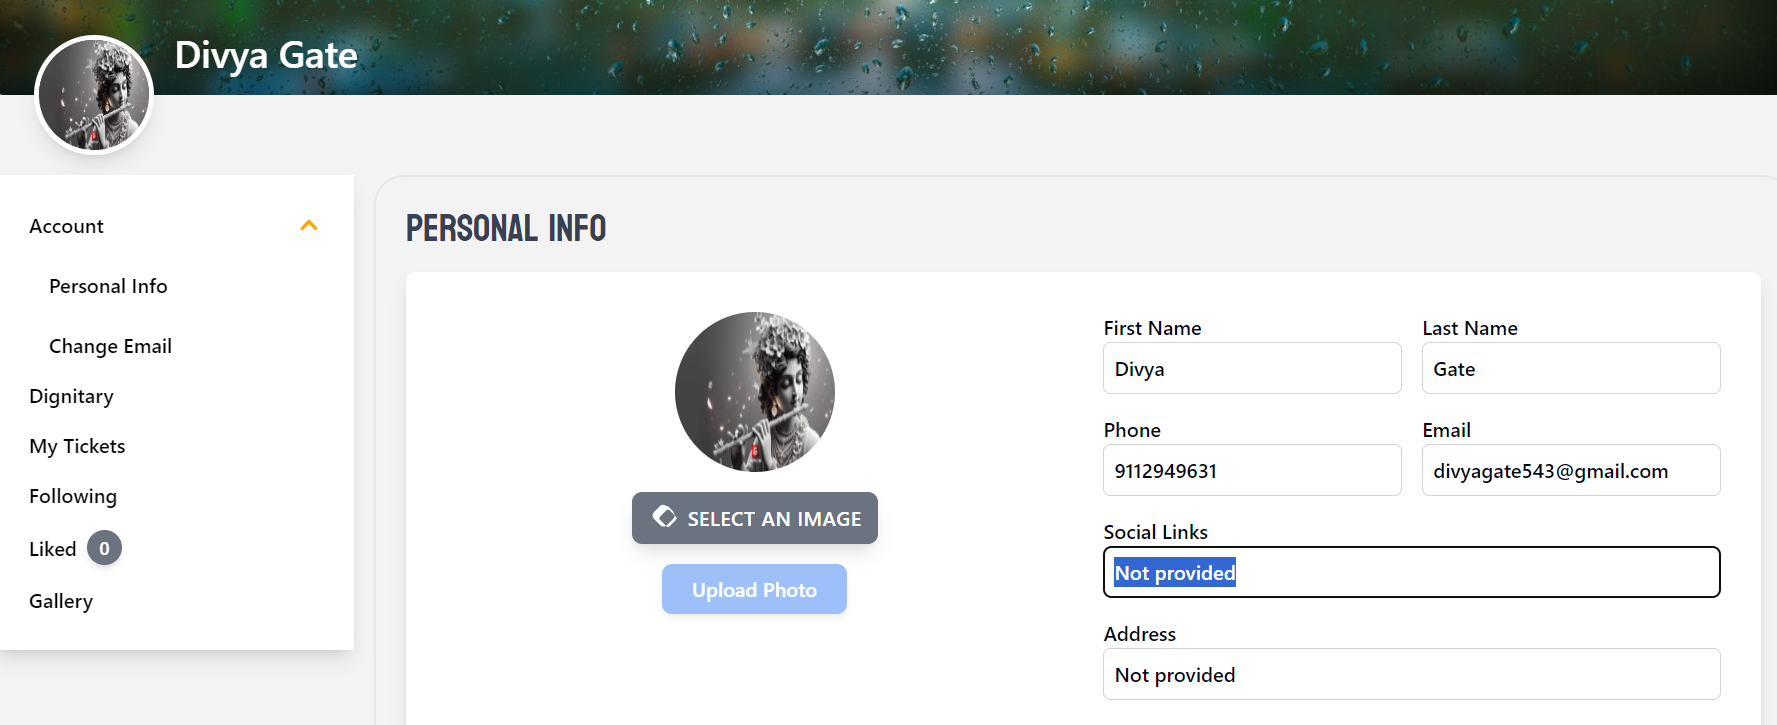 Divya Gate
Account
Personal Info
Change Email
Dignitary
My Tickets
Following
Liked 0
Gallery
PERSONAL INFO
SELECT AN IMAGE
Upload Photo
First Name
Divya
Last Name
Gate
Phone
9112949631
Email
divyagate543@gmail.com
Social Links
Not provided
Address
Not provided